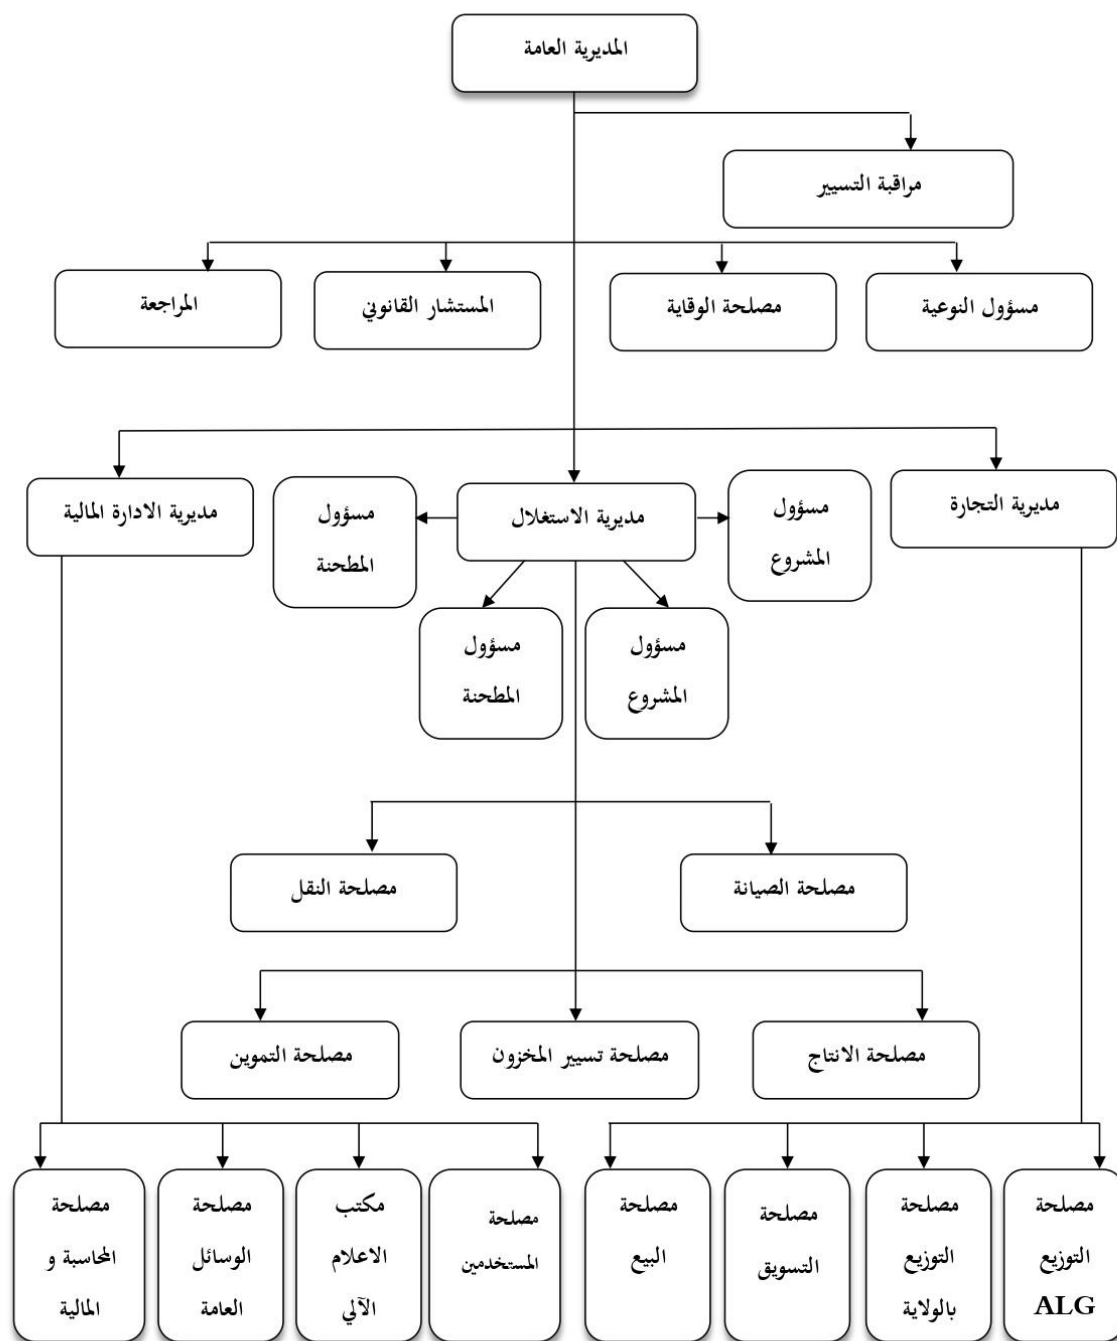 المديرية العامة
مراقبة التسيير
مسؤول النوعية
مصلحة الوقاية
المستشار القانوني
المراجعة
مديرية التجارة
مسؤول
المشروع
مديرية الاستغلال
مسؤول
المطحنة
مديرية الادارة المالية
مسؤول
المشروع
مسؤول
المطحنة
مصلحة الصيانة
مصلحة النقل
مصلحة الانتاج
مصلحة تسيير المخزون
مصلحة التموين
مصلحة
التوزيع
ALG
مصلحة
التوزيع
بالولاية
مصلحة
التسويق
مصلحة
البيع
مصلحة
المستخدمين
مكتب
الاعلام
الآلي
مصلحة
الوسائل
العامة
مصلحة
المحاسبة و
المالية